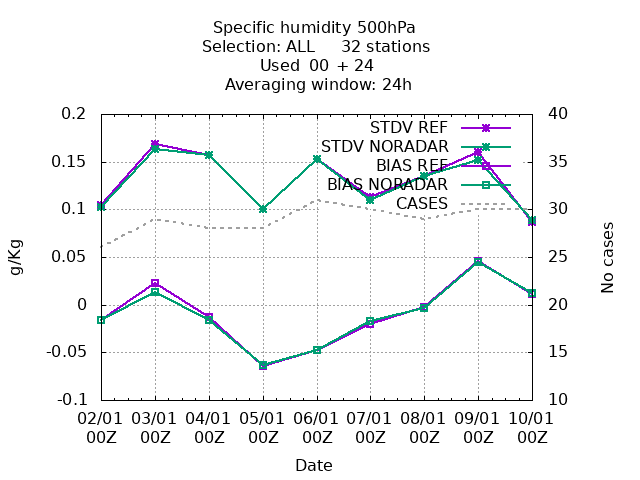 Specific humidity 500hPa
Selection: ALL 32 stations
Used 00 + 24
Averaging window: 24h
STDV REF
STDV NORADAR
BIAS REF
BIAS NORADAR
CASES
0.2
0.15
0.1
0.05
0
-0.05
-0.1
g/Kg
40
35
30
25
20
15
10
No cases
02/01 03/01 04/01 05/01 06/01 07/01 08/01 09/01 10/01
00Z 00Z 00Z 00Z 00Z 00Z 00Z 00Z 00Z
Date